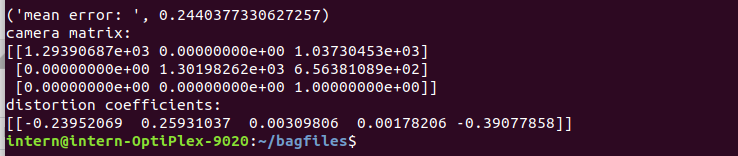 ('mean error: ', 0.2440377330627257)
camera matrix:
[[1.29390687e+03 0.00000000e+00 1.03730453e+03]
 [0.00000000e+00 1.30198262e+03 6.56381089e+02]
 [0.00000000e+00 0.00000000e+00 1.00000000e+00]]
distortion coefficients:
[[-0.23952069  0.25931037  0.00309806  0.00178206 -0.39077858]]
intern@intern-OptiPlex-9020:~/bagfiles$